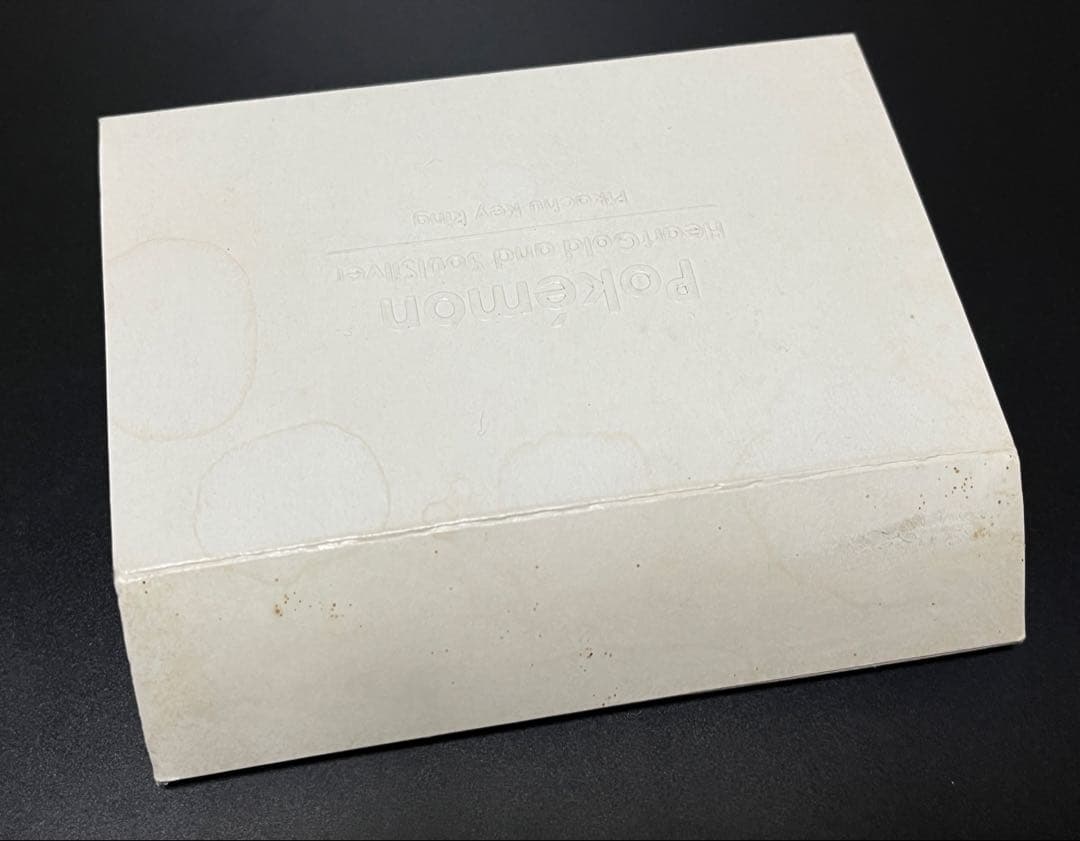 Pokémon
HeartGold and SoulSilver
Pikachu Key Ring